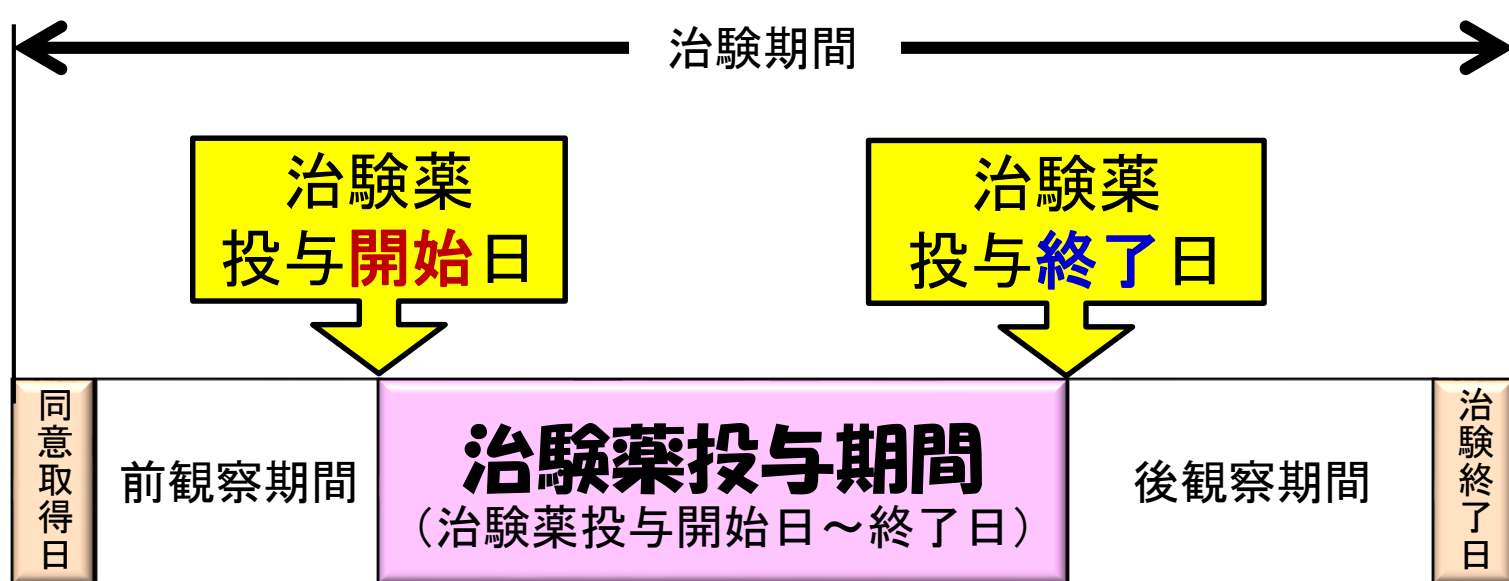 治験期間
治験薬
投与開始日
治験薬
投与終了日
同意取得日
前観察期間
治験薬投与期間
（治験薬投与開始日～終了日）
後観察期間
治験終了日